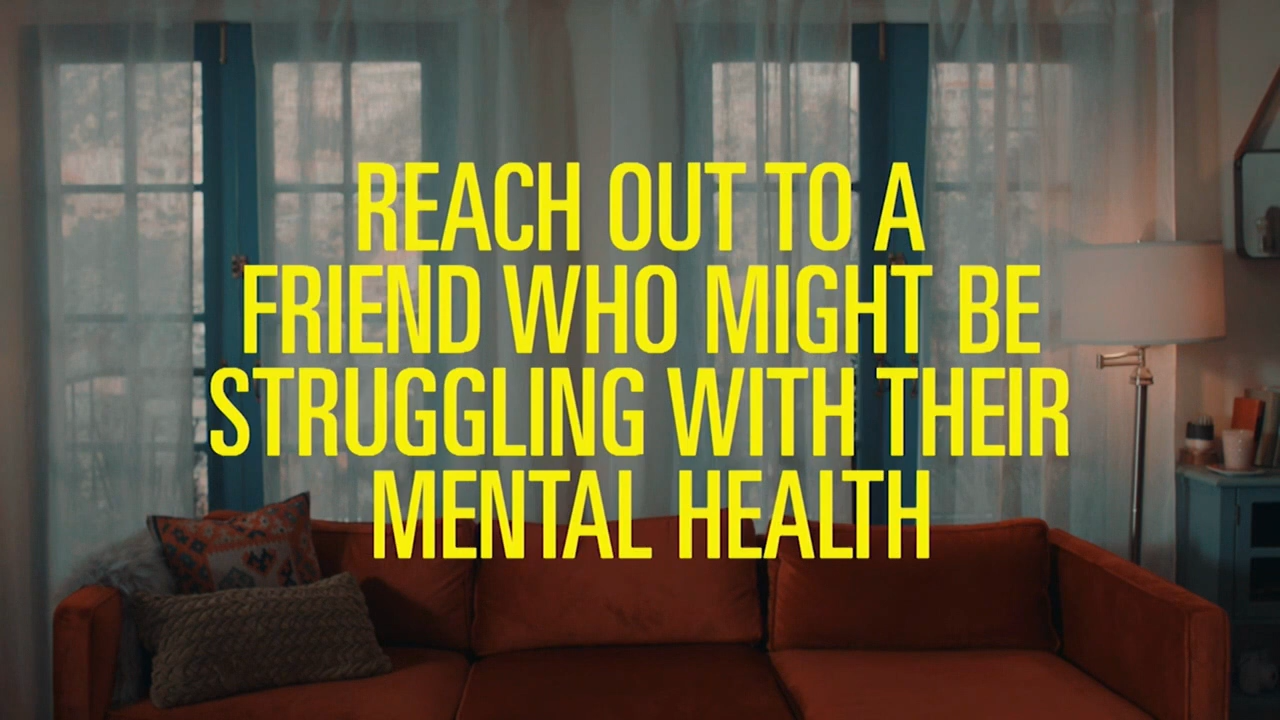 REACH OUT TO A
FRIEND WHO MIGHT BE
STRUGGLING WITH THEIR
MENTAL HEALTH